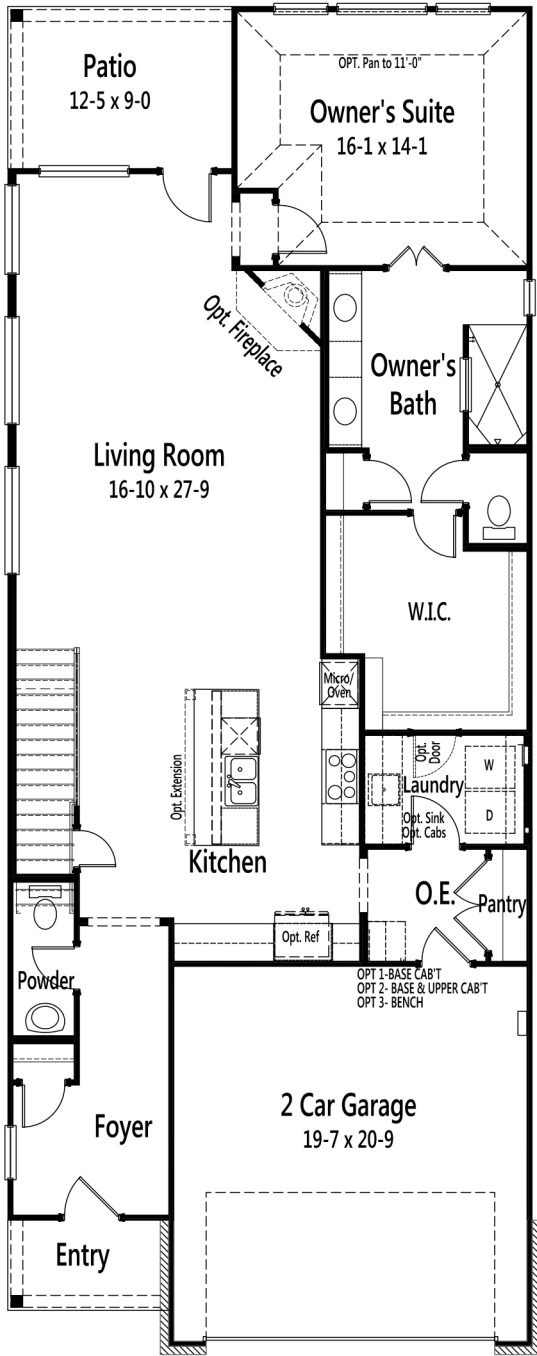 Patio
12-5 x 9-0
OPT. Pan to 11'-0"
Owner's Suite
16-1 x 14-1
Opt. Fireplace
Owner's
Bath
Living Room
16-10 x 27-9
W.I.C.
Micro/
Oven
Opt. Extension
Opt.
Door
W
Laundry
D
Opt. Sink
Opt. Cabs
Kitchen
O.E.
Pantry
Opt. Ref
Powder
OPT 1-BASE CAB'T
OPT 2- BASE & UPPER CAB'T
OPT 3- BENCH
2 Car Garage
19-7 x 20-9
Foyer
Entry